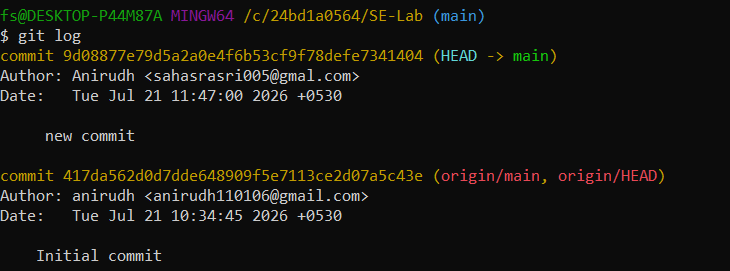 fs@DESKTOP-P44M87A MINGW64 /c/24bd1a0564/SE-Lab (main)
$ git log
commit 9d08877e79d5a2a0e4f6b53cf9f78defe7341404 (HEAD -> main)
Author: Anirudh <sahasrasri005@gmal.com>
Date:   Tue Jul 21 11:47:00 2026 +0530
new commit
commit 417da562d0d7dde648909f5e7113ce2d07a5c43e (origin/main, origin/HEAD)
Author: anirudh <anirudh110106@gmail.com>
Date:   Tue Jul 21 10:34:45 2026 +0530
Initial commit